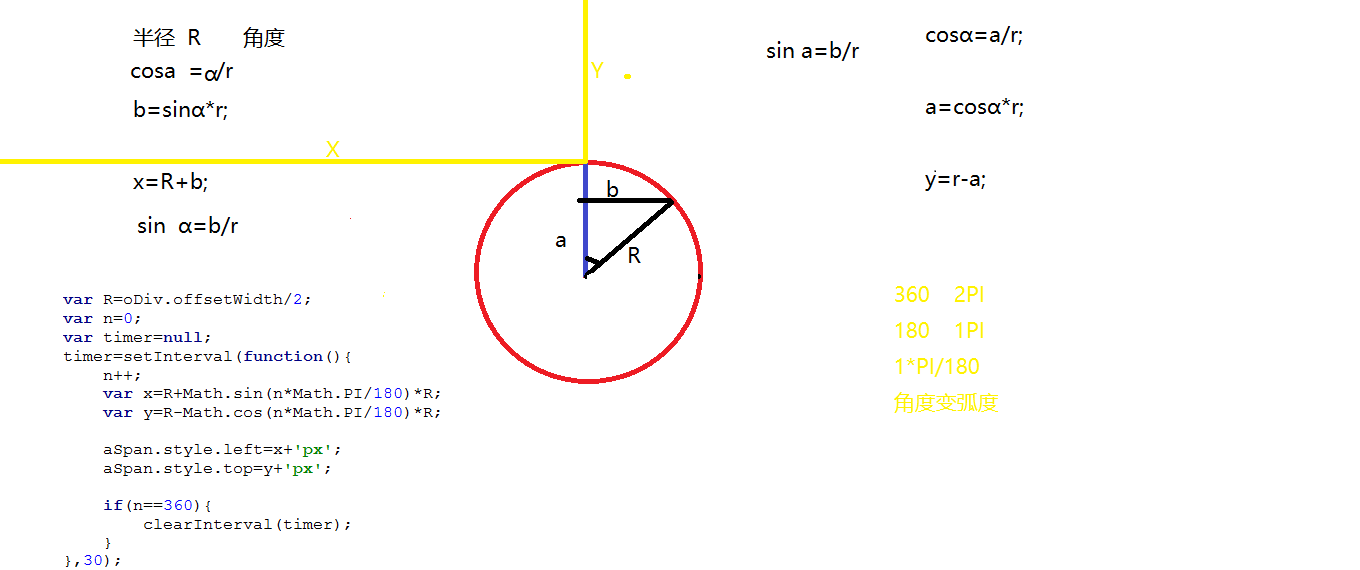 半径 R 角度
cosa =α/r
b=sinα*r;
x=R+b;
sin α=b/r
sin a=b/r
cosα=a/r;
a=cosα*r;
y=r-a;
Y
X
b
a
R
360 2PI
180 1PI
1*PI/180
角度变弧度
var R=oDiv.offsetWidth/2;
var n=0;
var timer=null;
timer=setInterval(function(){
n++;
var x=R+Math.sin(n*Math.PI/180)*R;
var y=R-Math.cos(n*Math.PI/180)*R;
aSpan.style.left=x+'px';
aSpan.style.top=y+'px';
if(n==360){
clearInterval(timer);
}
},30);